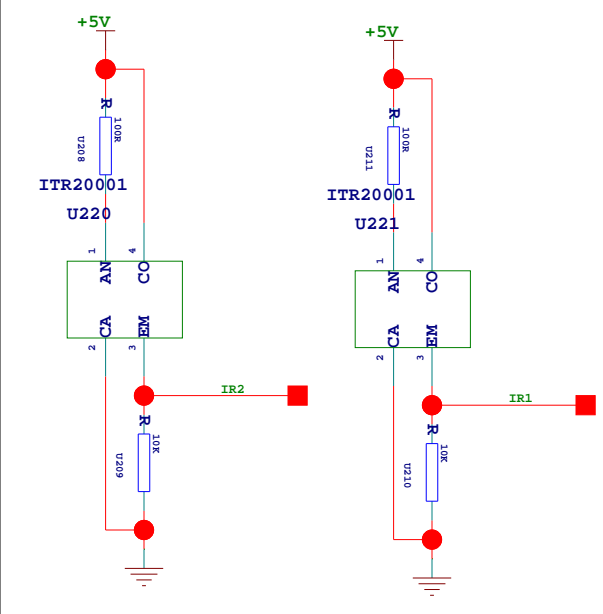 +5V
R
100R
U208
ITR20001
U220
1
4
AN
CO
CA
EM
2
3
IR2
R
10K
U209
+5V
R
100R
U211
ITR20001
U221
1
4
AN
CO
CA
EM
2
3
IR1
R
10K
U210